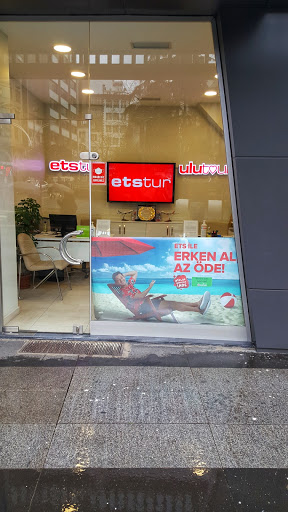 etstur
etstur
ulutour
ETS İLE
ERKEN AL
AZ ÖDE!